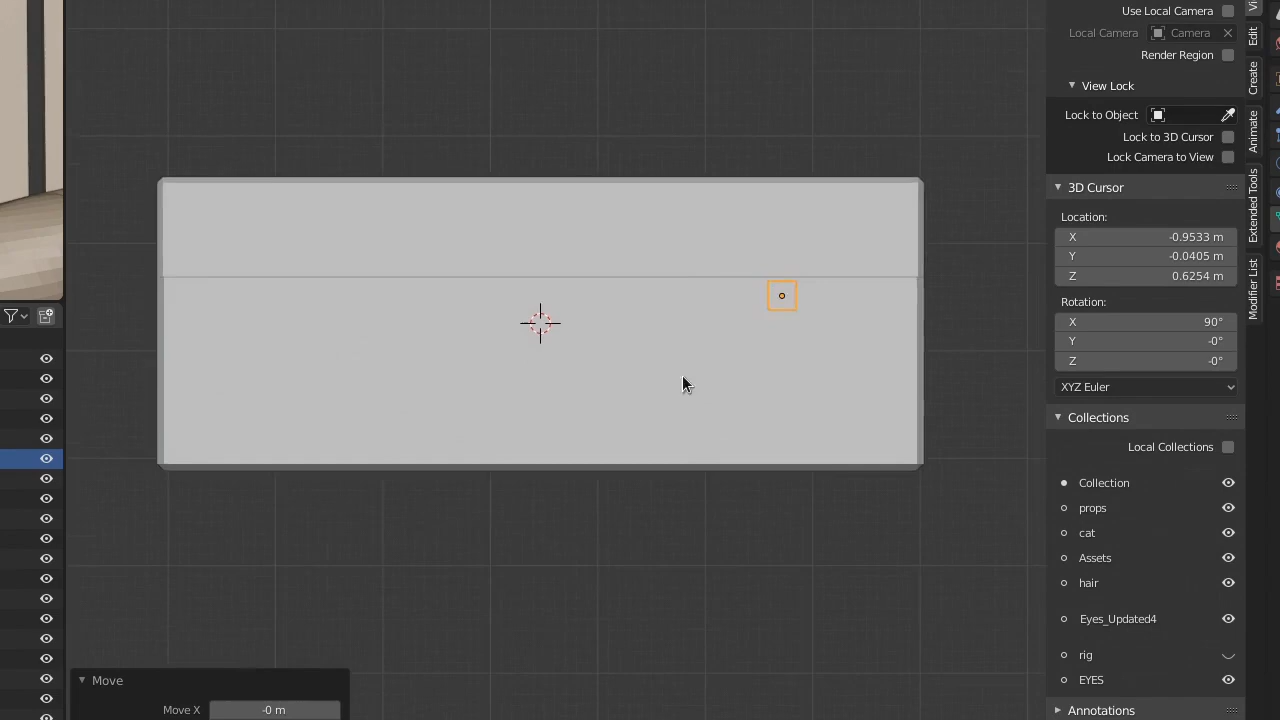 Use Local Camera
Local Camera Camera
Render Region
View Lock
Lock to Object
Lock to 3D Cursor
Lock Camera to View
3D Cursor
Location:
X -0.9533 m
Y -0.0405 m
Z 0.6254 m
Rotation:
X 90°
Y -0°
Z -0°
XYZ Euler
Collections
Local Collections
Collection
props
cat
Assets
hair
Eyes_Updated4
rig
EYES
Annotations
Edit
Create
Animate
Extended Tools
Modifier List
Move
Move X -0 m